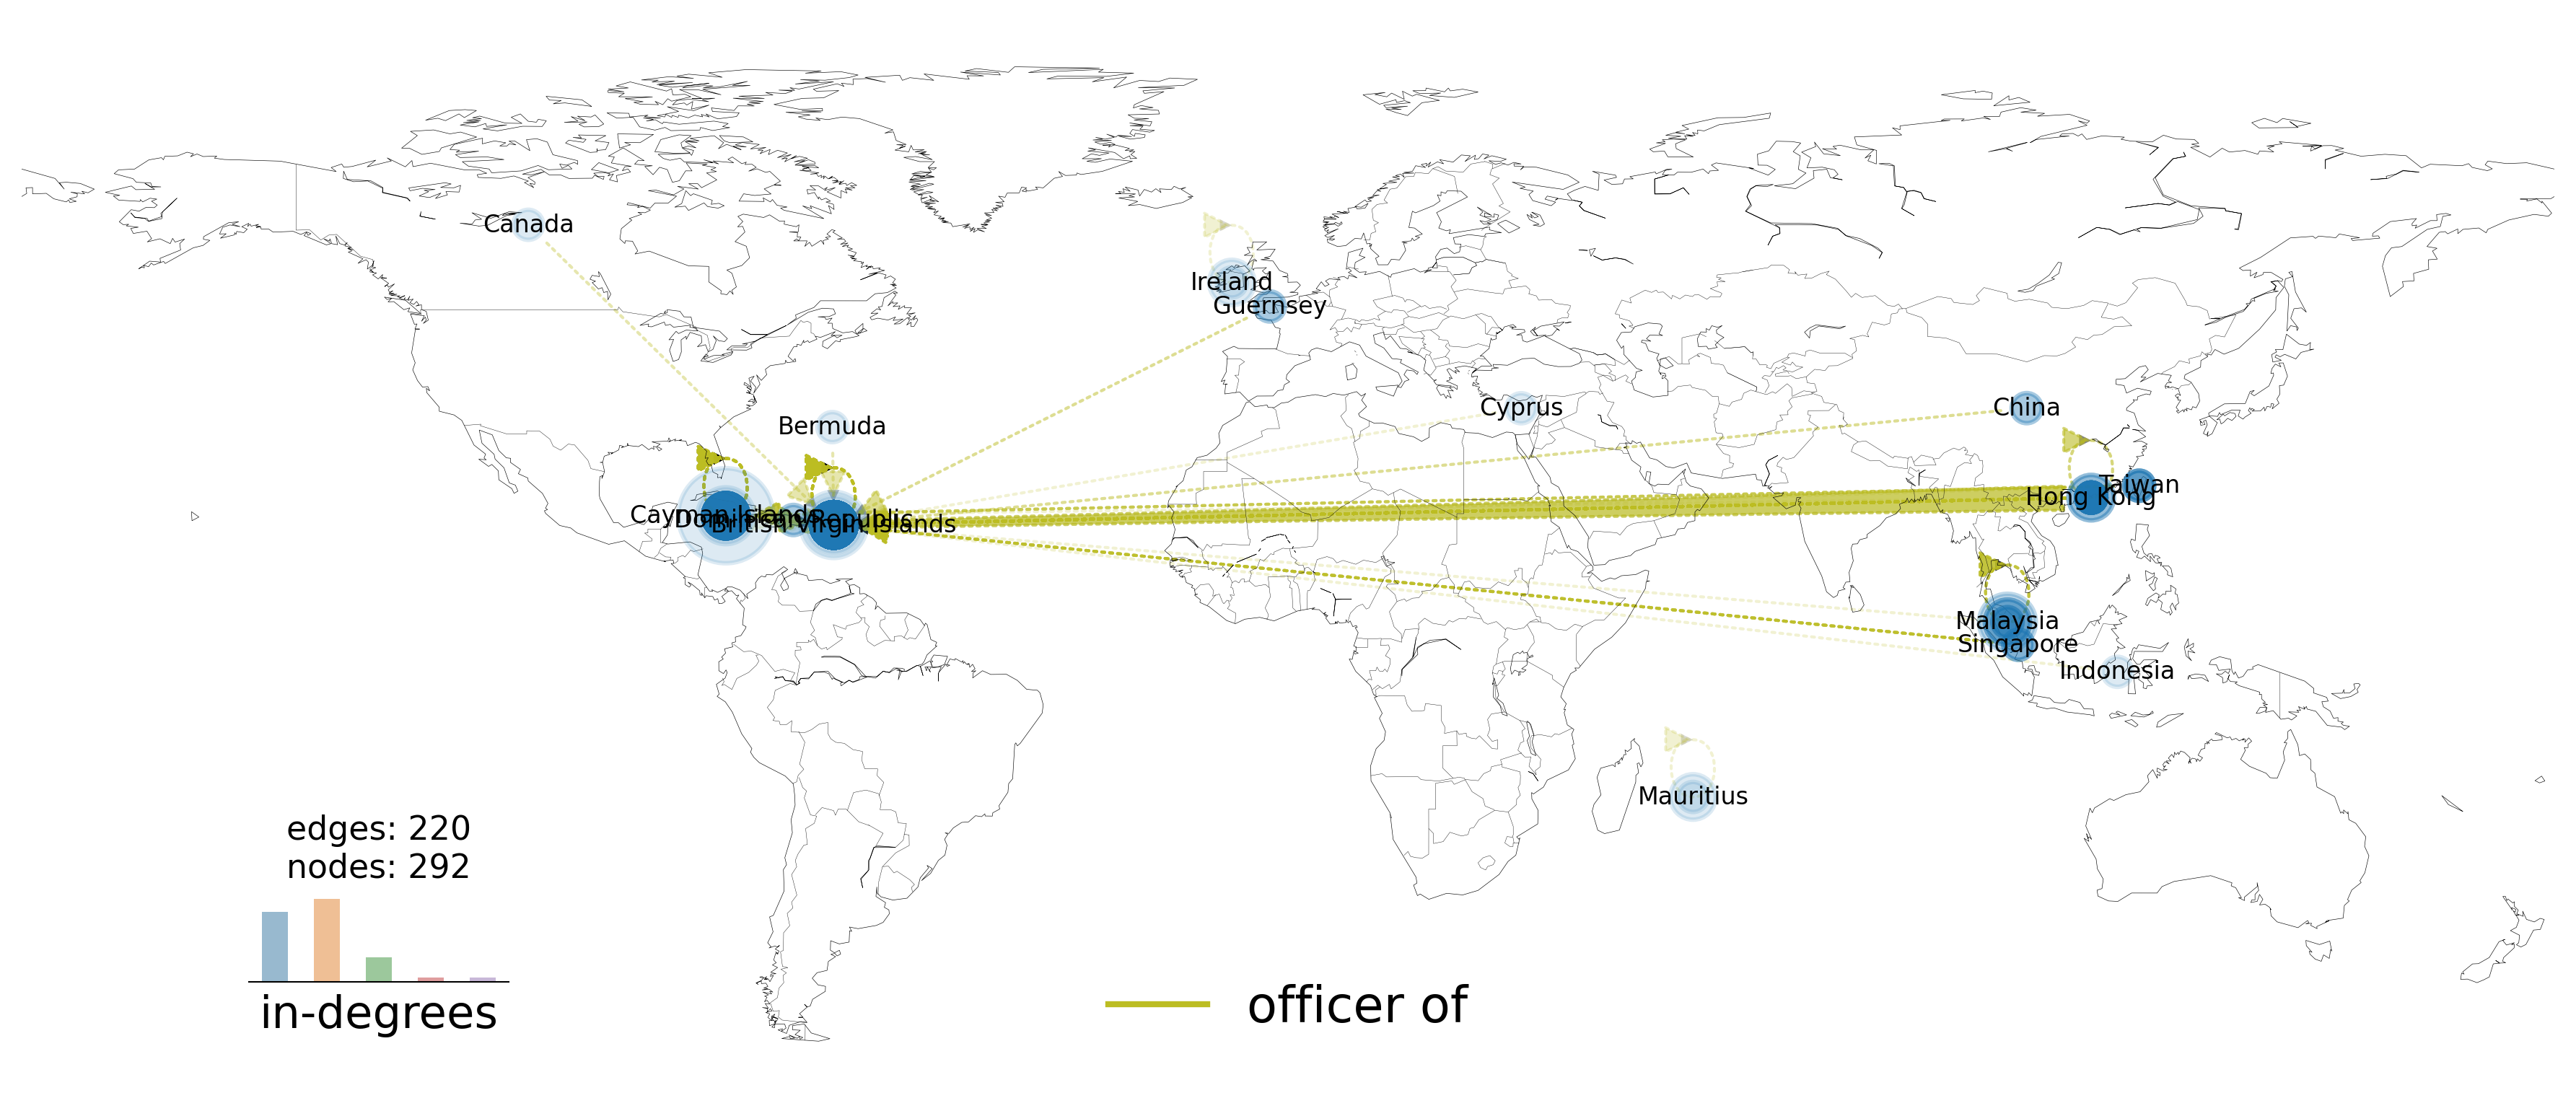 Canada
Ireland
Guernsey
Cyprus
China
Bermuda
Taiwan
Hong Kong
Cayman Islands
Dominican Republic
British Virgin Islands
Malaysia
Singapore
Indonesia
Mauritius
edges: 220
nodes: 292
in-degrees
officer of